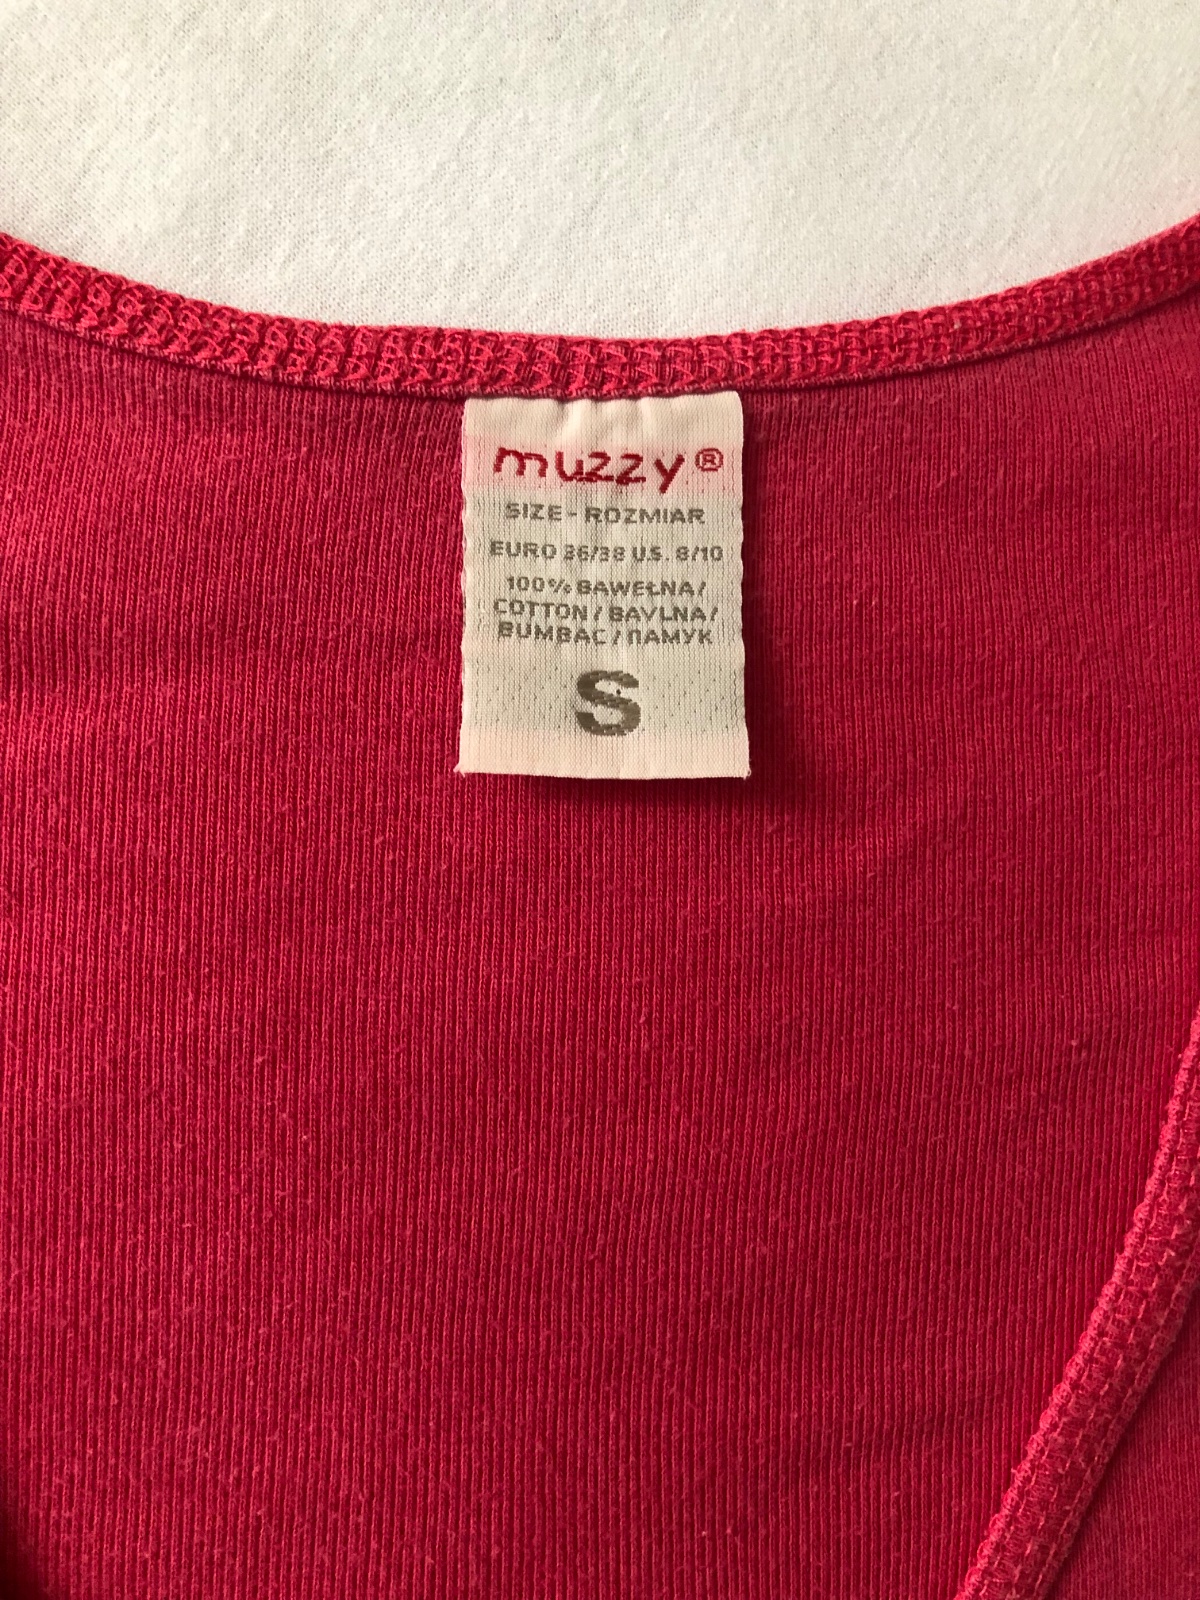 muzzy®
SIZE - ROZMIAR
EURO 36/38 U.S. 8/10
100% BAWEŁNA/
COTTON / BAVLNA/
BUMBAC / ПАМУК
S